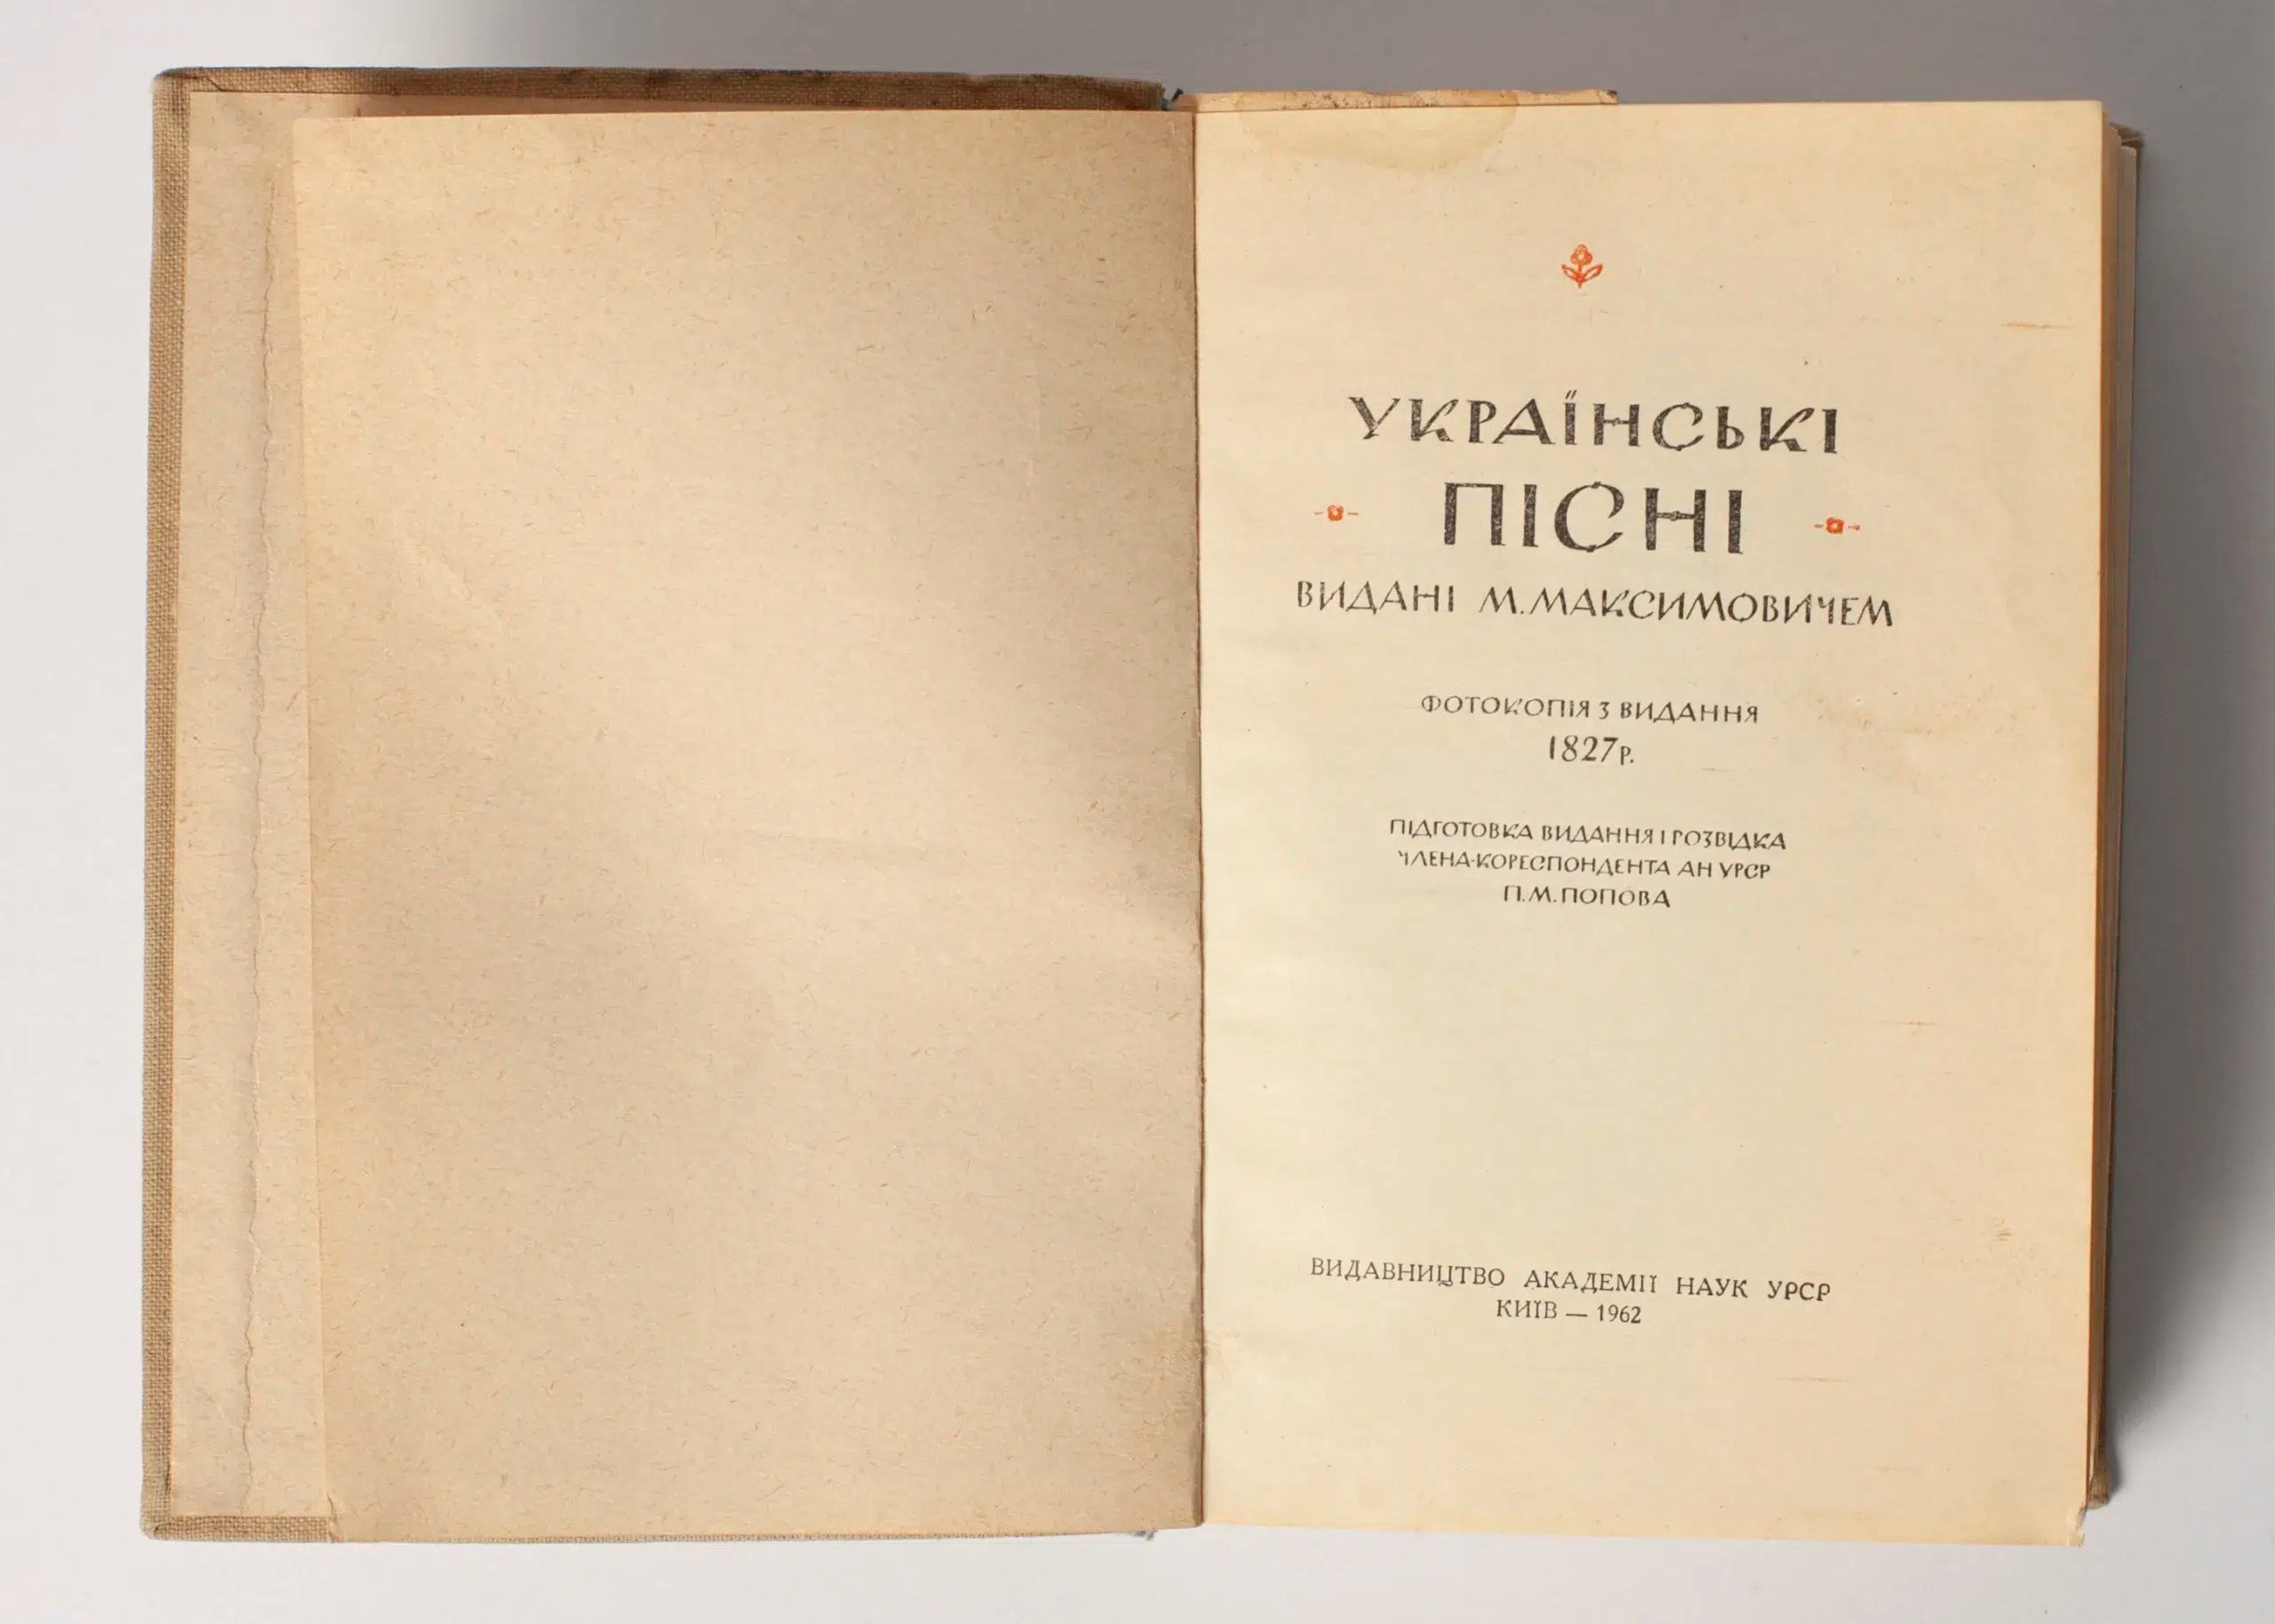 УКРАЇНСЬКІ
ПІСНІ
ВИДАНІ М.МАКСИМОВИЧЕМ
ФОТОКОПІЯ З ВИДАННЯ
1827р.
ПІДГОТОВКА ВИДАННЯ І РОЗВІДКА
ЧЛЕНА-КОРЕСПОНДЕНТА АН УРСР
П.М.ПОПОВА
ВИДАВНИЦТВО АКАДЕМІЇ НАУК УРСР
КИЇВ — 1962